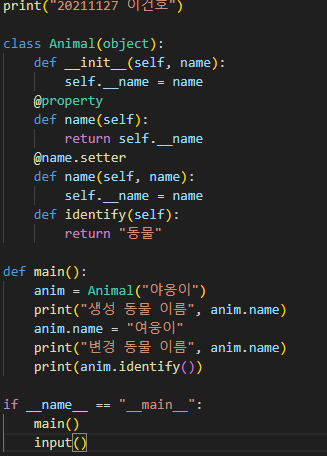 print("20211127 이건호")
class Animal(object):
    def __init__(self, name):
        self.__name = name
    @property
    def name(self):
        return self.__name
    @name.setter
    def name(self, name):
        self.__name = name
    def identify(self):
        return "동물"
def main():
    anim = Animal("야옹이")
    print("생성 동물 이름", anim.name)
    anim.name = "여웅이"
    print("변경 동물 이름", anim.name)
    print(anim.identify())
if __name__ == "__main__":
    main()
    input()